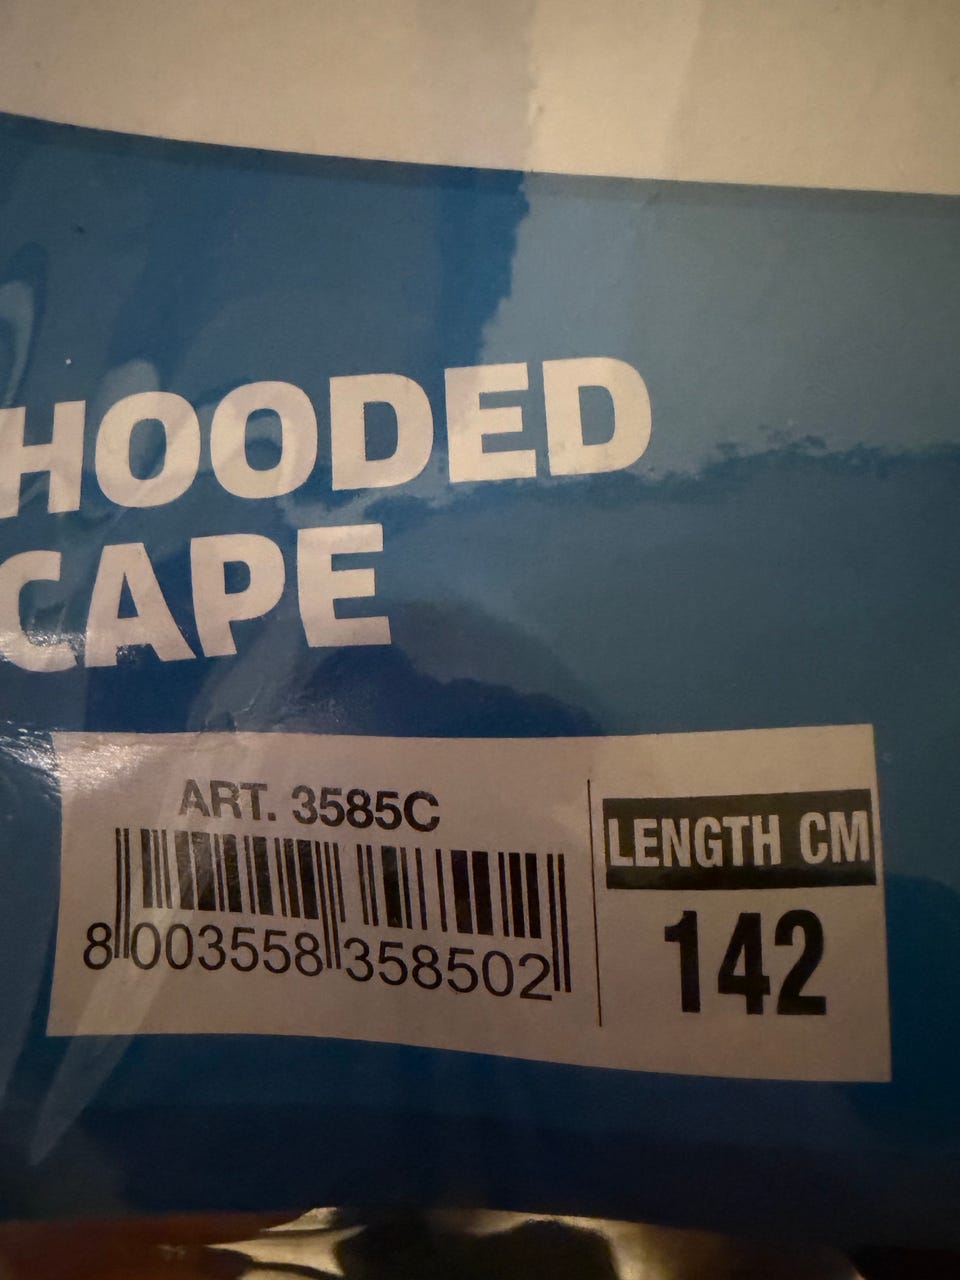 HOODED
CAPE
ART. 3585C
8 003558 358502
LENGTH CM
142